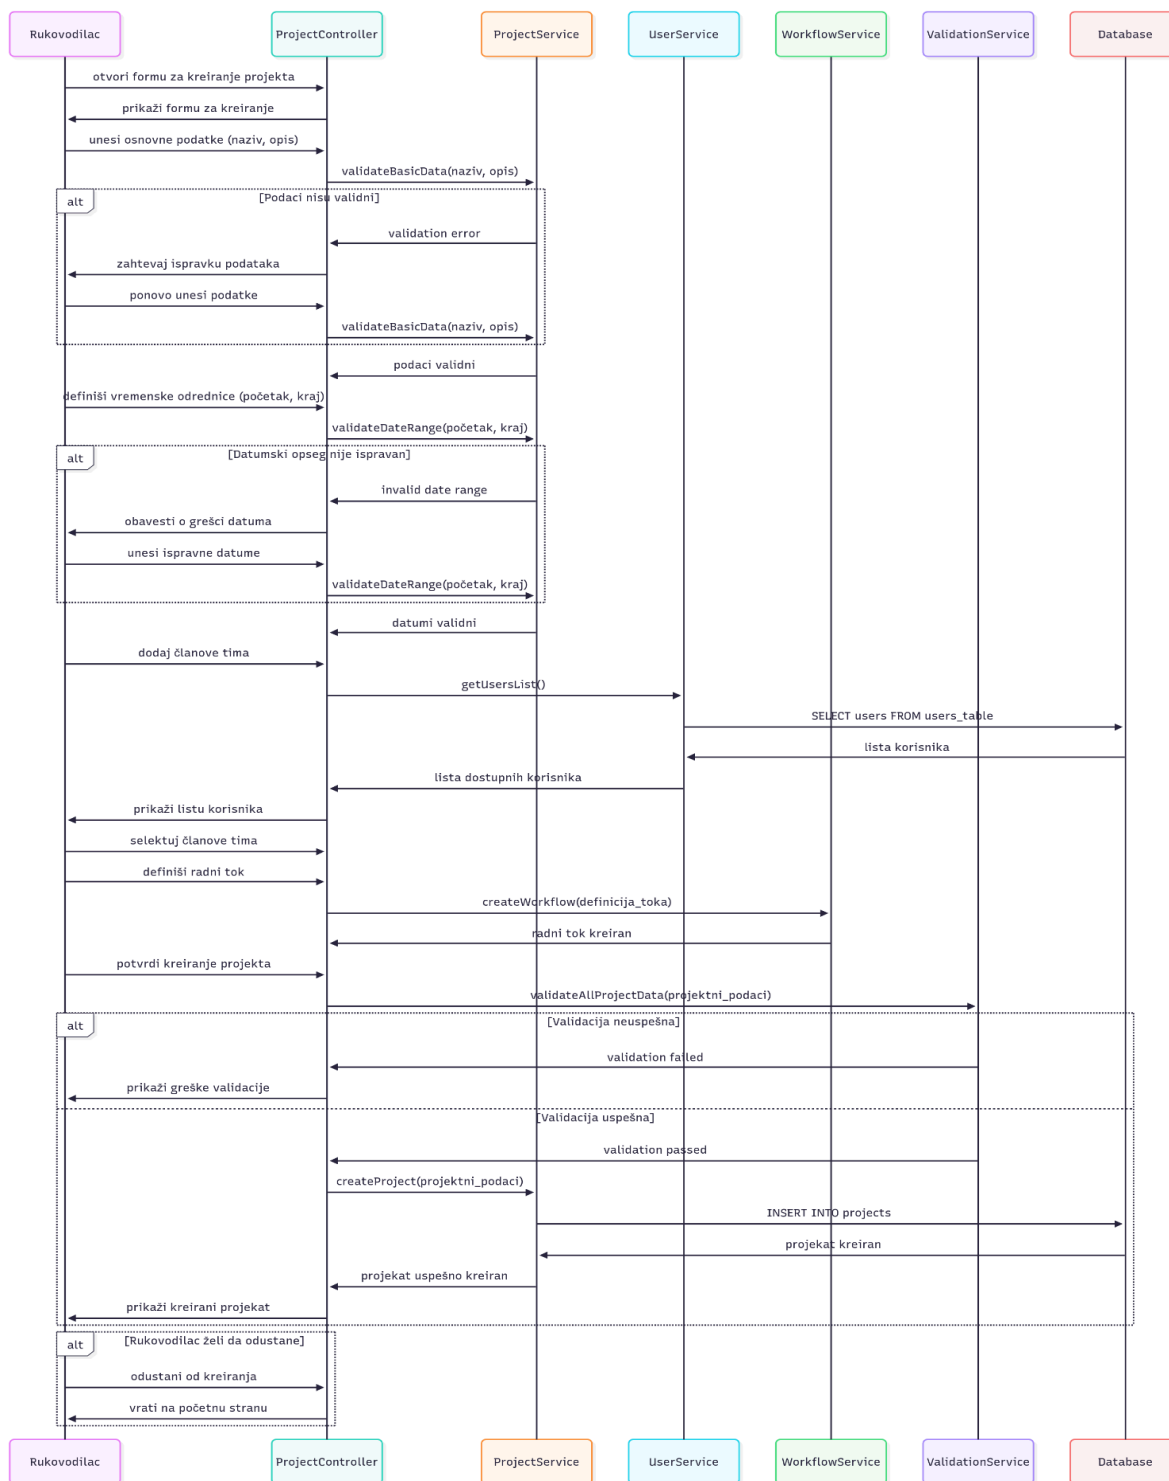 Rukovodilac
ProjectController
ProjectService
UserService
WorkflowService
ValidationService
Database
otvori formu za kreiranje projekta
prikaži formu za kreiranje
unesi osnovne podatke (naziv, opis)
validateBasicData(naziv, opis)
alt
[Podaci nisu validni]
validation error
zahtevaj ispravku podataka
ponovo unesi podatke
validateBasicData(naziv, opis)
podaci validni
definiši vremenske odrednice (početak, kraj)
validateDateRange(početak, kraj)
alt
[Datumski opseg nije ispravan]
invalid date range
obavesti o grešci datuma
unesi ispravne datume
validateDateRange(početak, kraj)
datumi validni
dodaj članove tima
getUsersList()
SELECT users FROM users_table
lista korisnika
lista dostupnih korisnika
prikaži listu korisnika
selektuj članove tima
definiši radni tok
createWorkflow(definicija_toka)
radni tok kreiran
potvrdi kreiranje projekta
validateAllProjectData(projektni_podaci)
alt
[Validacija neuspešna]
validation failed
prikaži greške validacije
[Validacija uspešna]
validation passed
createProject(projektni_podaci)
INSERT INTO projects
projekat kreiran
projekat uspešno kreiran
prikaži kreirani projekat
alt
[Rukovodilac želi da odustane]
odustani od kreiranja
vrati na početnu stranu
Rukovodilac
ProjectController
ProjectService
UserService
WorkflowService
ValidationService
Database